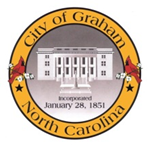 City of Graham
Incorporated
January 28, 1851
North Carolina